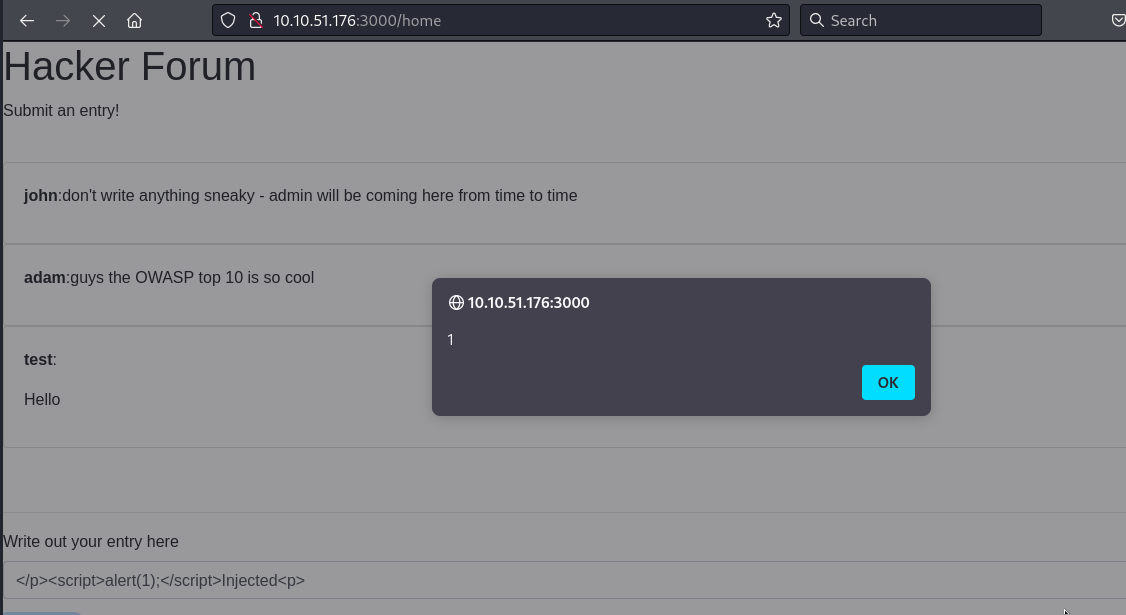 10.10.51.176:3000/home
Search
Hacker Forum
Submit an entry!
john:don't write anything sneaky - admin will be coming here from time to time
adam:guys the OWASP top 10 is so cool
10.10.51.176:3000
1
OK
test:
Hello
Write out your entry here
</p><script>alert(1);</script>Injected<p>